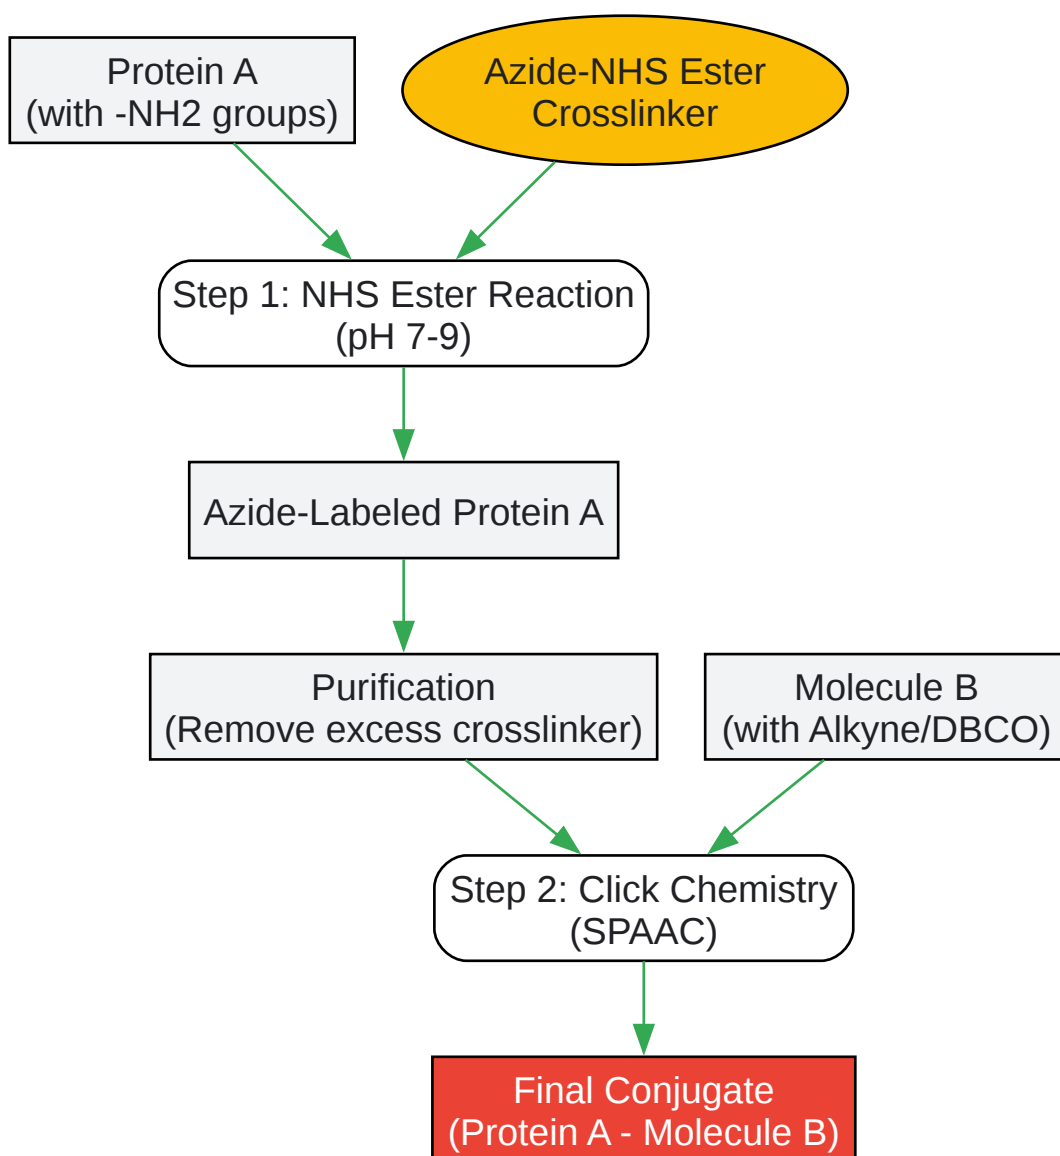 Protein A
(with -NH2 groups)
Azide-NHS Ester
Crosslinker
Step 1: NHS Ester Reaction
(pH 7-9)
Azide-Labeled Protein A
Purification
(Remove excess crosslinker)
Molecule B
(with Alkyne/DBCO)
Step 2: Click Chemistry
(SPAAC)
Final Conjugate
(Protein A - Molecule B)